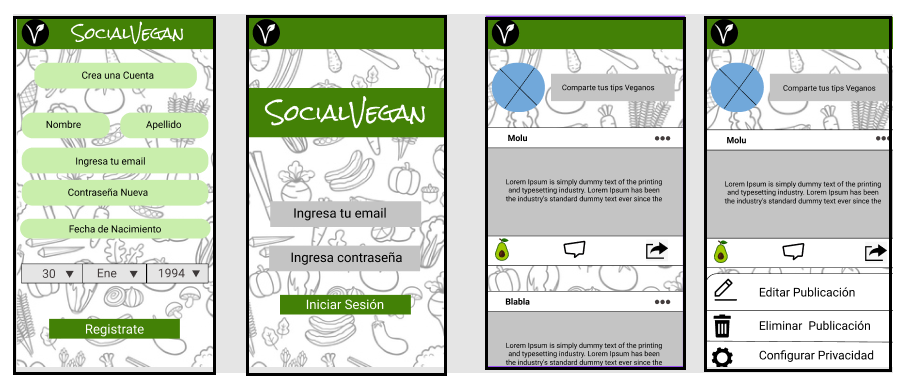 SocialVegan
Crea una Cuenta
Nombre
Apellido
Ingresa tu email
Contraseña Nueva
Fecha de Nacimiento
30 ▼ Ene ▼ 1994 ▼
Registrate
SocialVegan
Ingresa tu email
Ingresa contraseña
Iniciar Sesión
Comparte tus tips Veganos
Molu
Lorem Ipsum is simply dummy text of the printing
and typesetting industry. Lorem Ipsum has been
the industry's standard dummy text ever since the
Blabla
Lorem Ipsum is simply dummy text of the printing
and typesetting industry. Lorem Ipsum has been
the industry's standard dummy text ever since the
Comparte tus tips Veganos
Molu
Lorem Ipsum is simply dummy text of the printing
and typesetting industry. Lorem Ipsum has been
the industry's standard dummy text ever since the
Editar Publicación
Eliminar Publicación
Configurar Privacidad